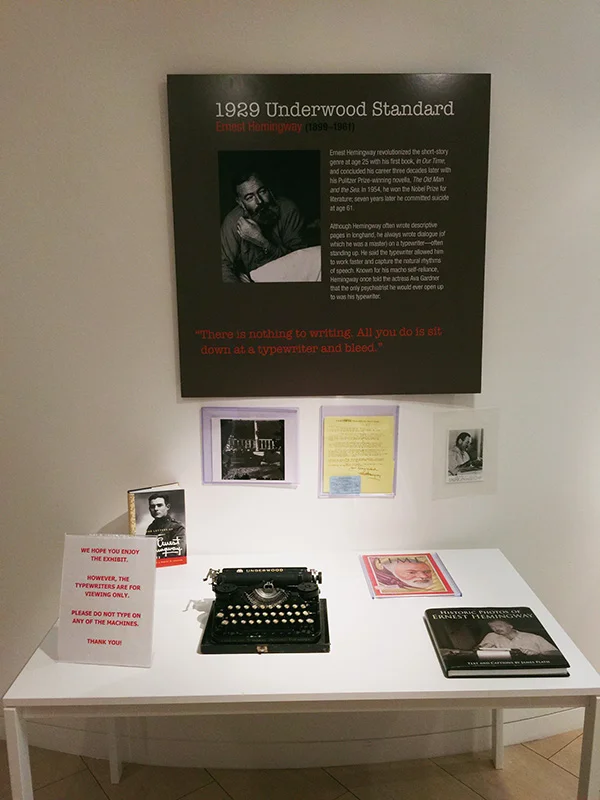 1929 Underwood Standard
Ernest Hemingway (1899–1961)
Ernest Hemingway revolutionized the short-story
genre at age 25 with his first book, In Our Time,
and concluded his career three decades later with
his Pulitzer Prize-winning novella, The Old Man
and the Sea. In 1954, he won the Nobel Prize for
literature; seven years later he committed suicide
at age 61.
Although Hemingway often wrote descriptive
pages in longhand, he always wrote dialogue (of
which he was a master) on a typewriter—often
standing up. He said the typewriter allowed him
to work faster and capture the natural rhythms
of speech. Known for his macho self-reliance,
Hemingway once told the actress Ava Gardner
that the only psychiatrist he would ever open up
to was his typewriter.
“There is nothing to writing. All you do is sit
down at a typewriter and bleed.”
WE HOPE YOU ENJOY
THE EXHIBIT.
HOWEVER, THE
TYPEWRITERS ARE FOR
VIEWING ONLY.
PLEASE DO NOT TYPE ON
ANY OF THE MACHINES.
THANK YOU!
Ernest
UNDERWOOD
TIME
HISTORIC PHOTOS OF
ERNEST HEMINGWAY
TEXT AND CAPTIONS BY JAMES PLATH